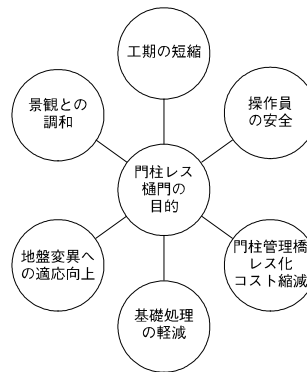 工期の短縮
景観との
調和
操作員
の安全
門柱レス
樋門の
目的
地盤変異へ
の適応向上
門柱管理橋
レス化
コスト縮減
基礎処理
の軽減